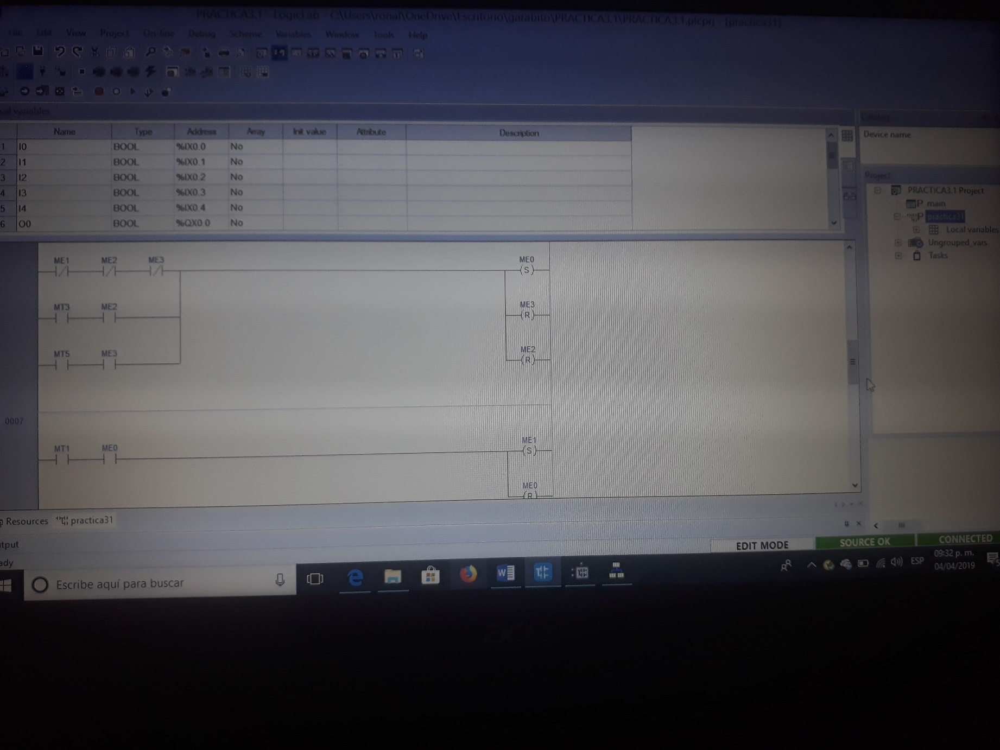 PRACTICA3.1 - LogicLab - C:\Users\ronal\OneDrive\Escritorio\garabito\PRACTICA3.1\PRACTICA3.1.plcprj - [practica31]
File Edit View Project On-line Debug Scheme Variables Window Tools Help
cal variables
Name Type Address Array Init value Attribute Description
1 I0 BOOL %IX0.0 No
2 I1 BOOL %IX0.1 No
3 I2 BOOL %IX0.2 No
4 I3 BOOL %IX0.3 No
5 I4 BOOL %IX0.4 No
6 O0 BOOL %QX0.0 No
Catalog
Device name
Project
PRACTICA3.1 Project
P main
P practica31
Local variables
Ungrouped_vars
Tasks
ME1 ME2 ME3 ME0
(S)
MT3 ME2 ME3
(R)
MT5 ME3 ME2
(R)
0007
MT1 ME0 ME1
(S)
ME0
(R)
Resources practica31
tput
EDIT MODE SOURCE OK CONNECTED
ady
Escribe aquí para buscar
ESP
09:32 p. m.
04/04/2019
acer